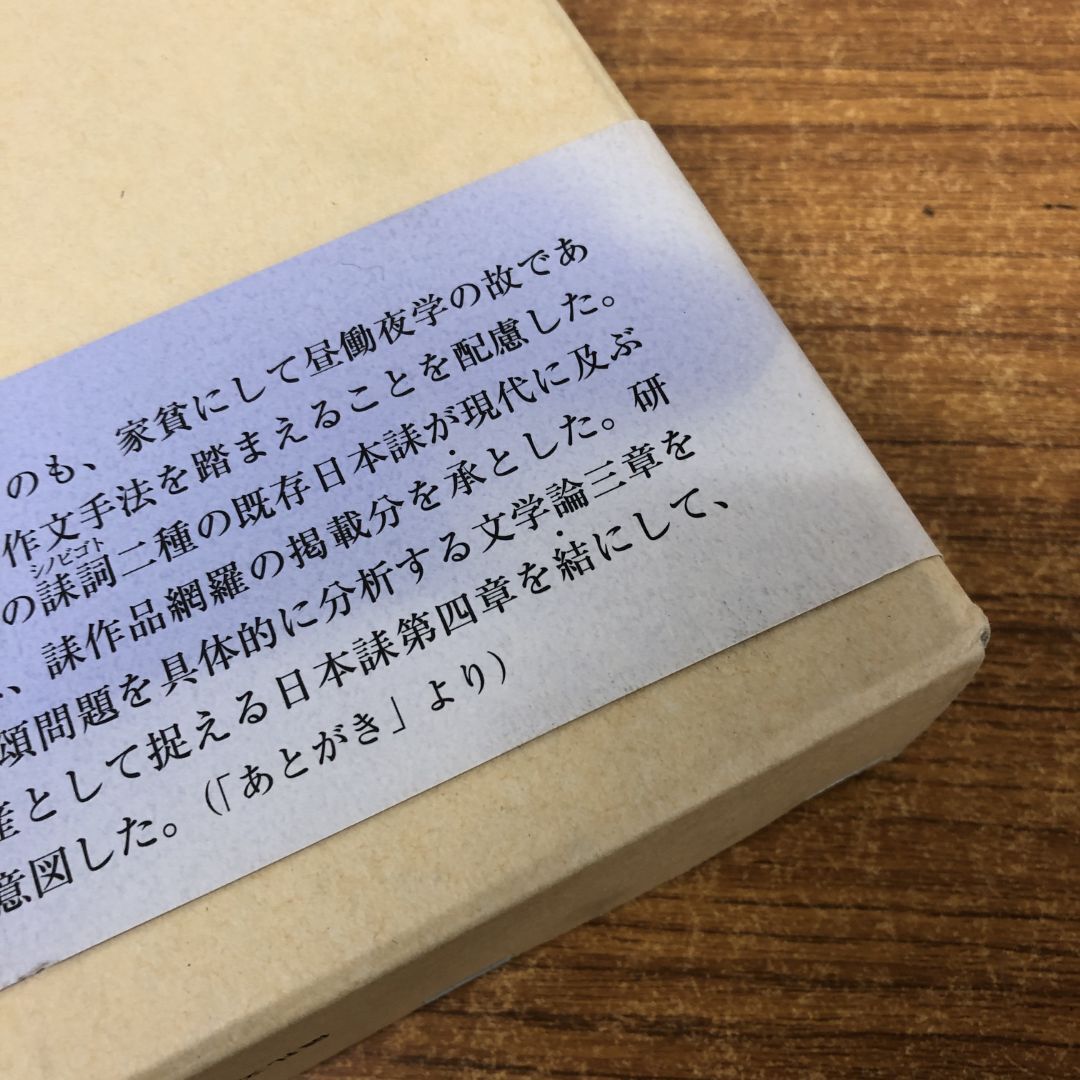 のも、家貧にして昼働夜学の故であ
作文手法を踏まえることを配慮した。
の誄詞二種の既存日本誄が現代に及ぶ
シノビゴト
、誄作品網羅の掲載分を承とした。研
頌問題を具体的に分析する文学論三章を
産として捉える日本誄第四章を結にして、
意図した。(「あとがき」より)